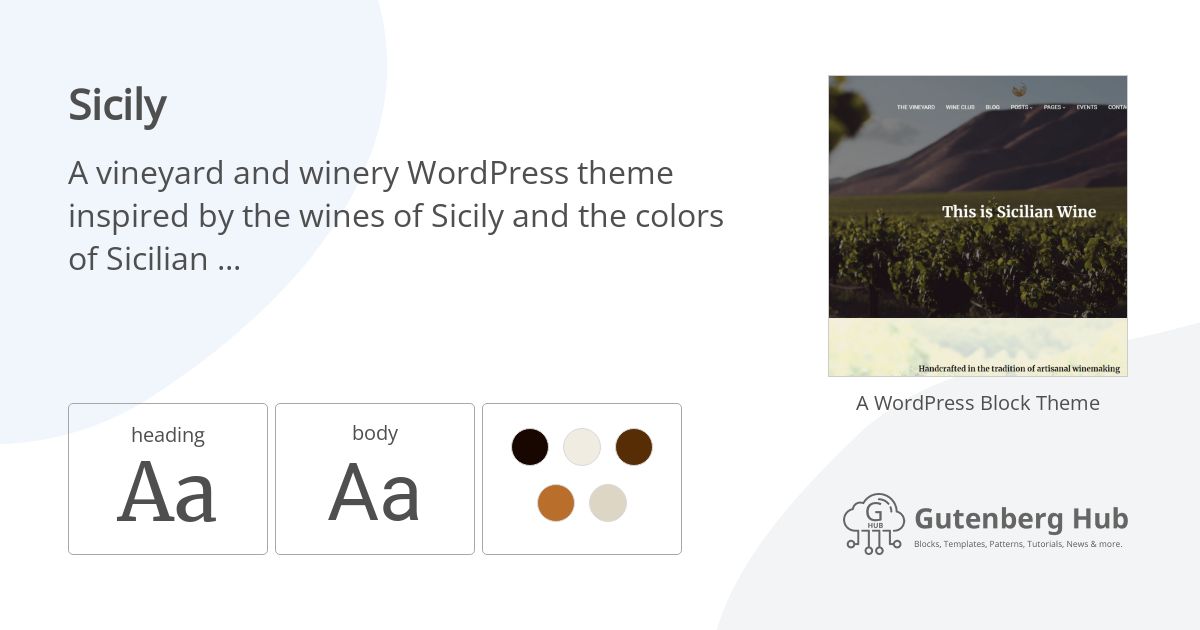 Sicily
A vineyard and winery WordPress theme
inspired by the wines of Sicily and the colors
of Sicilian ...
heading
Aa
body
Aa
THE VINEYARD WINE CLUB BLOG POSTS PAGES EVENTS CONTA
This is Sicilian Wine
Handcrafted in the tradition of artisanal winemaking
A WordPress Block Theme
G
HUB
Gutenberg Hub
Blocks, Templates, Patterns, Tutorials, News & more.